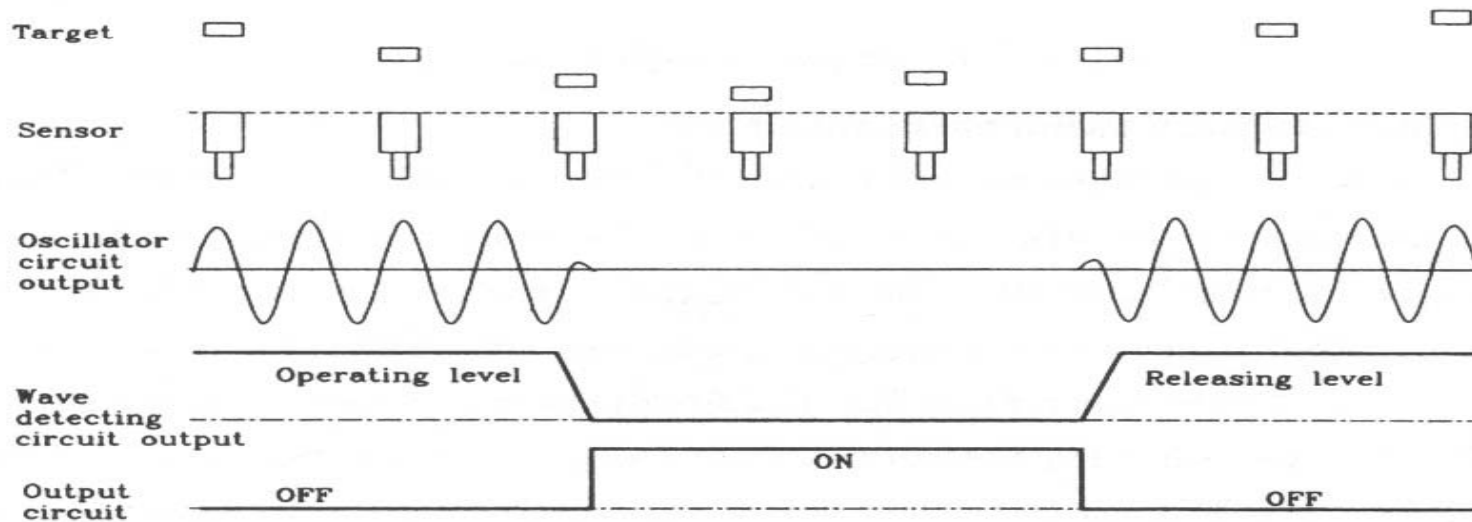 Target
Sensor
Oscillator
circuit
output
Operating level
Releasing level
Wave
detecting
circuit output
ON
Output
circuit
OFF
OFF